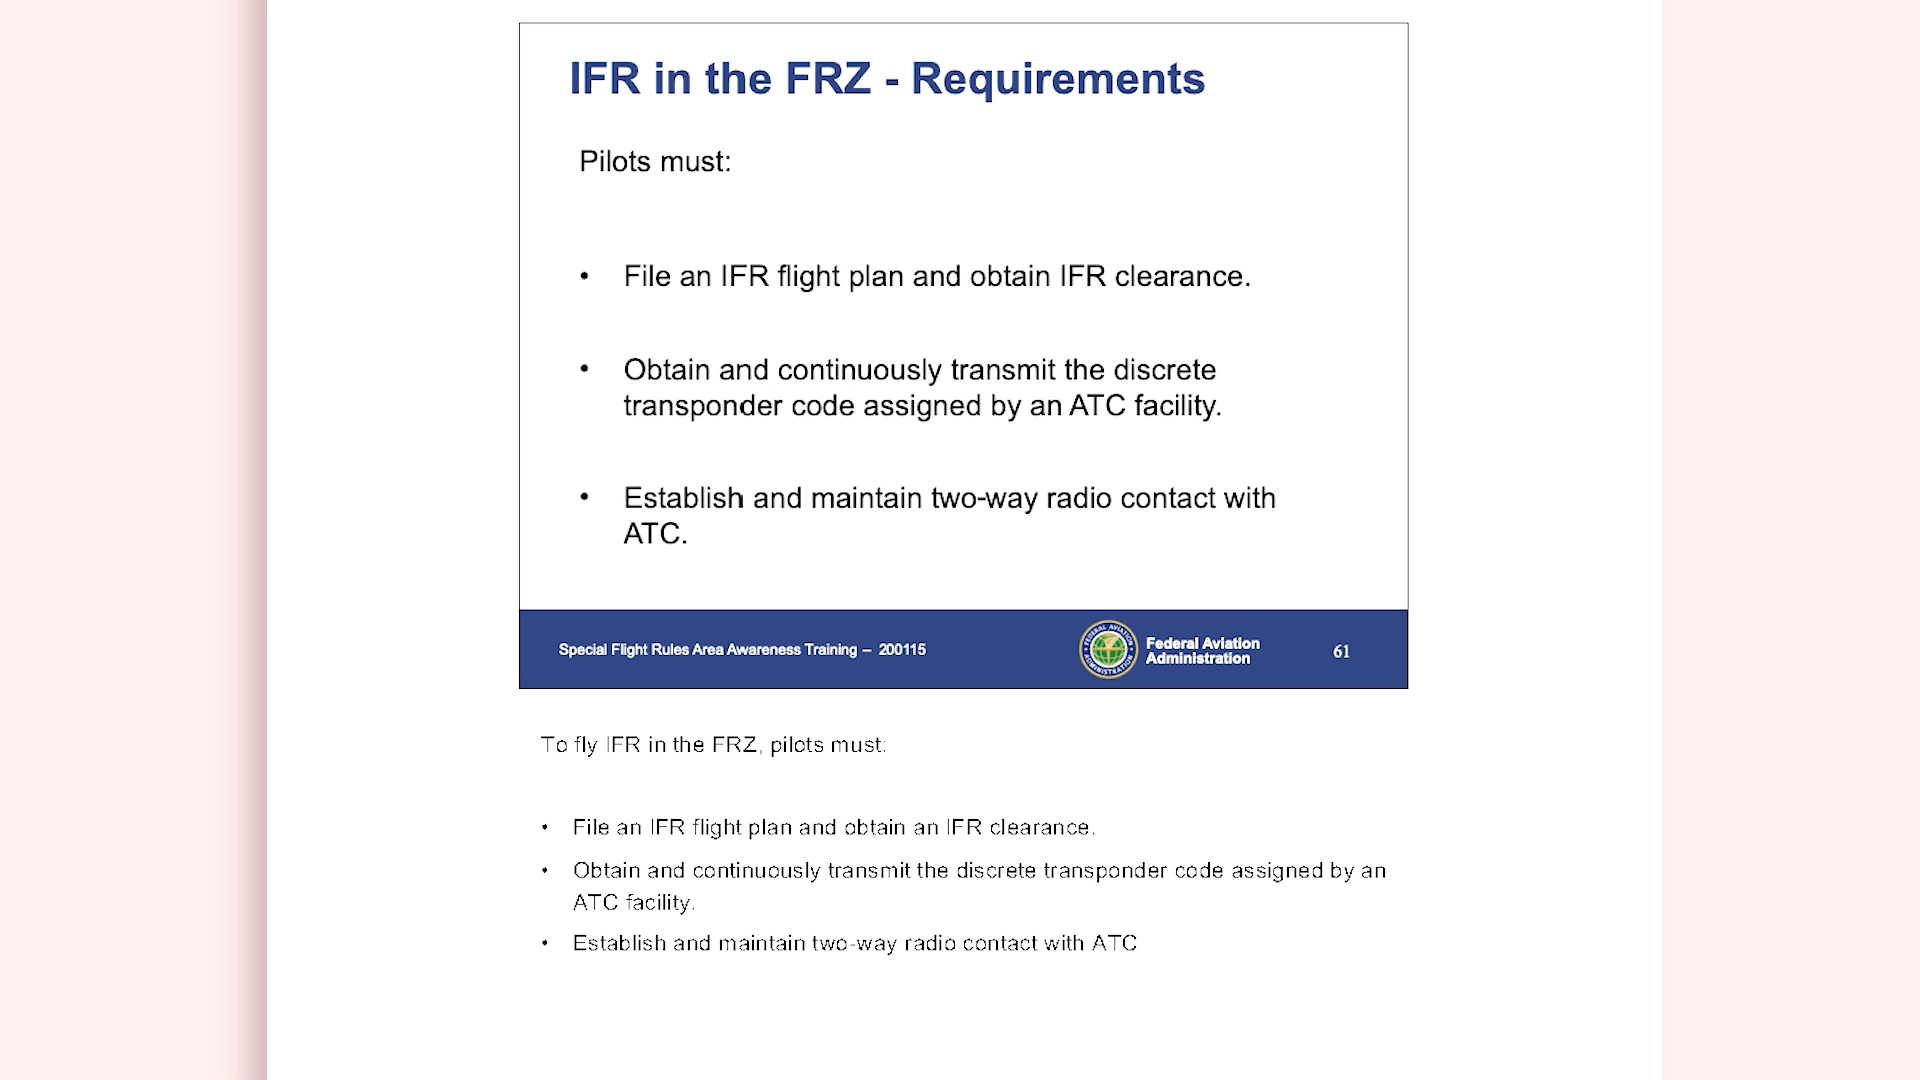 IFR in the FRZ - Requirements
Pilots must:
• File an IFR flight plan and obtain IFR clearance.
• Obtain and continuously transmit the discrete
transponder code assigned by an ATC facility.
• Establish and maintain two-way radio contact with
ATC.
Special Flight Rules Area Awareness Training – 200115
FEDERAL AVIATION
ADMINISTRATION
Federal Aviation
Administration
61
To fly IFR in the FRZ, pilots must:
• File an IFR flight plan and obtain an IFR clearance.
• Obtain and continuously transmit the discrete transponder code assigned by an
ATC facility.
• Establish and maintain two-way radio contact with ATC